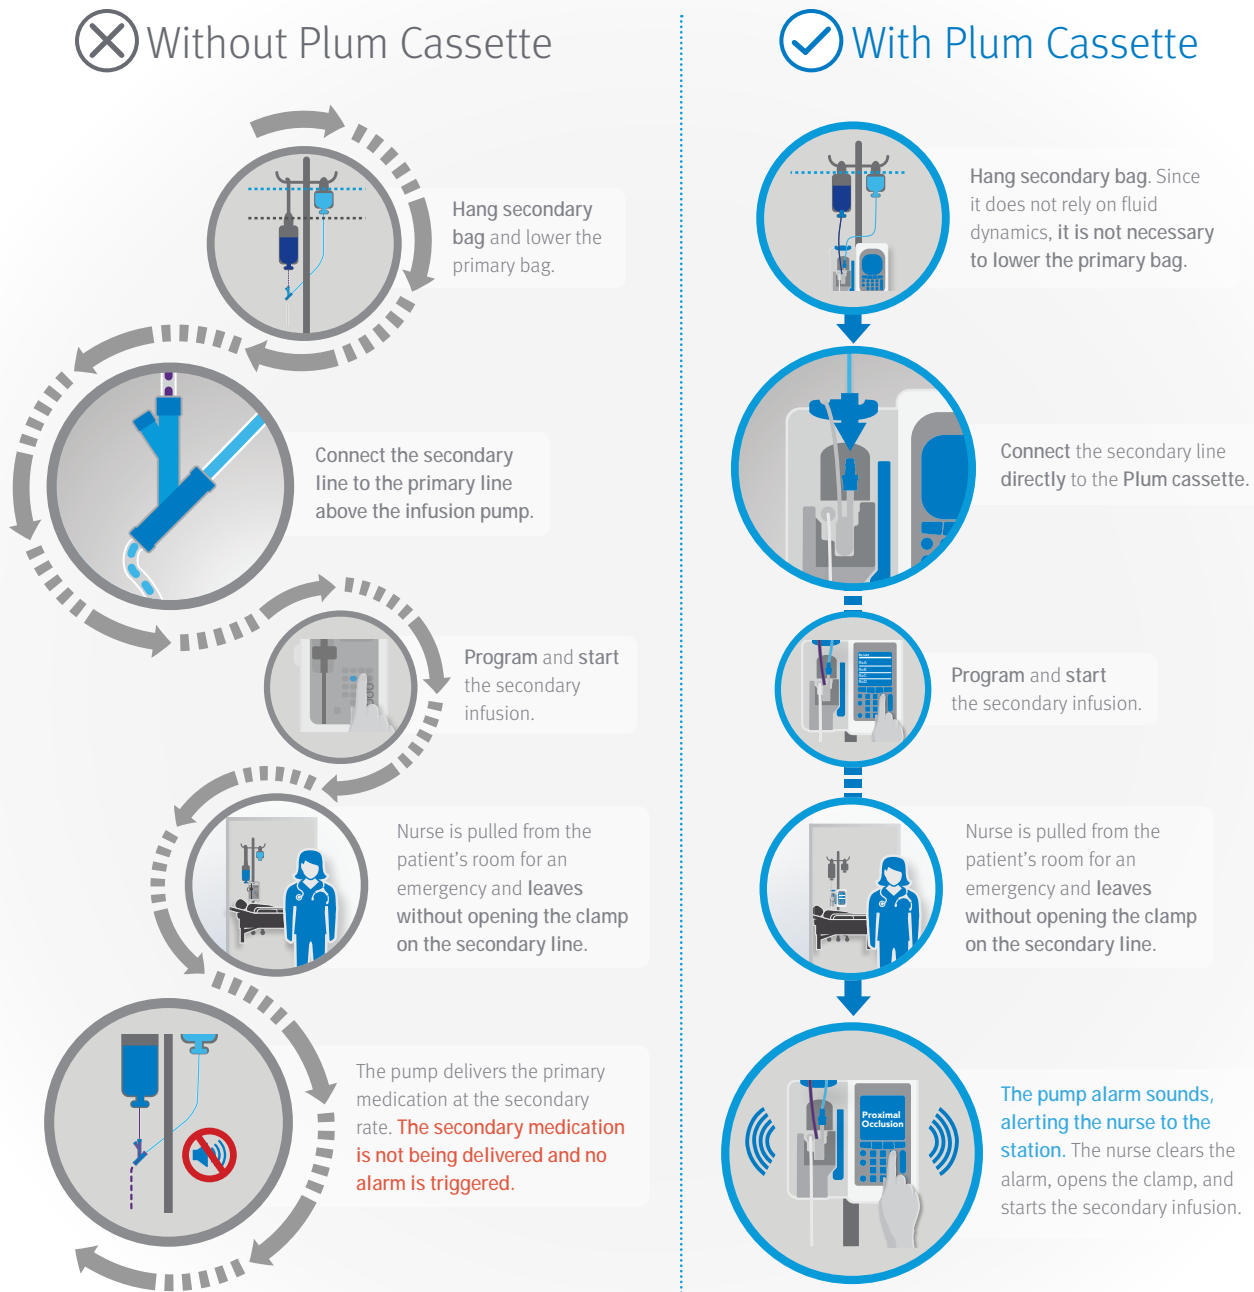 Without Plum Cassette
Hang secondary
bag and lower the
primary bag.
Connect the secondary
line to the primary line
above the infusion pump.
Program and start
the secondary
infusion.
Nurse is pulled from the
patient's room for an
emergency and leaves
without opening the clamp
on the secondary line.
The pump delivers the primary
medication at the secondary
rate. The secondary medication
is not being delivered and no
alarm is triggered.
With Plum Cassette
Hang secondary bag. Since
it does not rely on fluid
dynamics, it is not necessary
to lower the primary bag.
Connect the secondary line
directly to the Plum cassette.
Program and start
the secondary infusion.
Nurse is pulled from the
patient's room for an
emergency and leaves
without opening the clamp
on the secondary line.
Proximal
Occlusion
The pump alarm sounds,
alerting the nurse to the
station. The nurse clears the
alarm, opens the clamp, and
starts the secondary infusion.